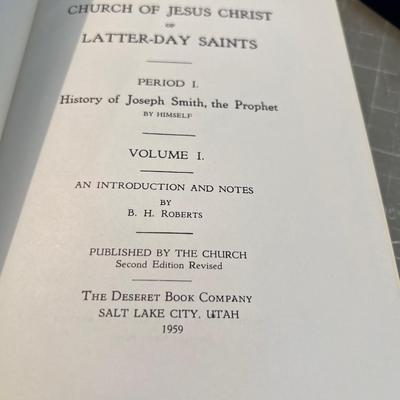 CHURCH OF JESUS CHRIST
OF
LATTER-DAY SAINTS
PERIOD I.
History of Joseph Smith, the Prophet
BY HIMSELF
VOLUME I.
AN INTRODUCTION AND NOTES
BY
B. H. ROBERTS
PUBLISHED BY THE CHURCH
Second Edition Revised
THE DESERET BOOK COMPANY
SALT LAKE CITY, UTAH
1959